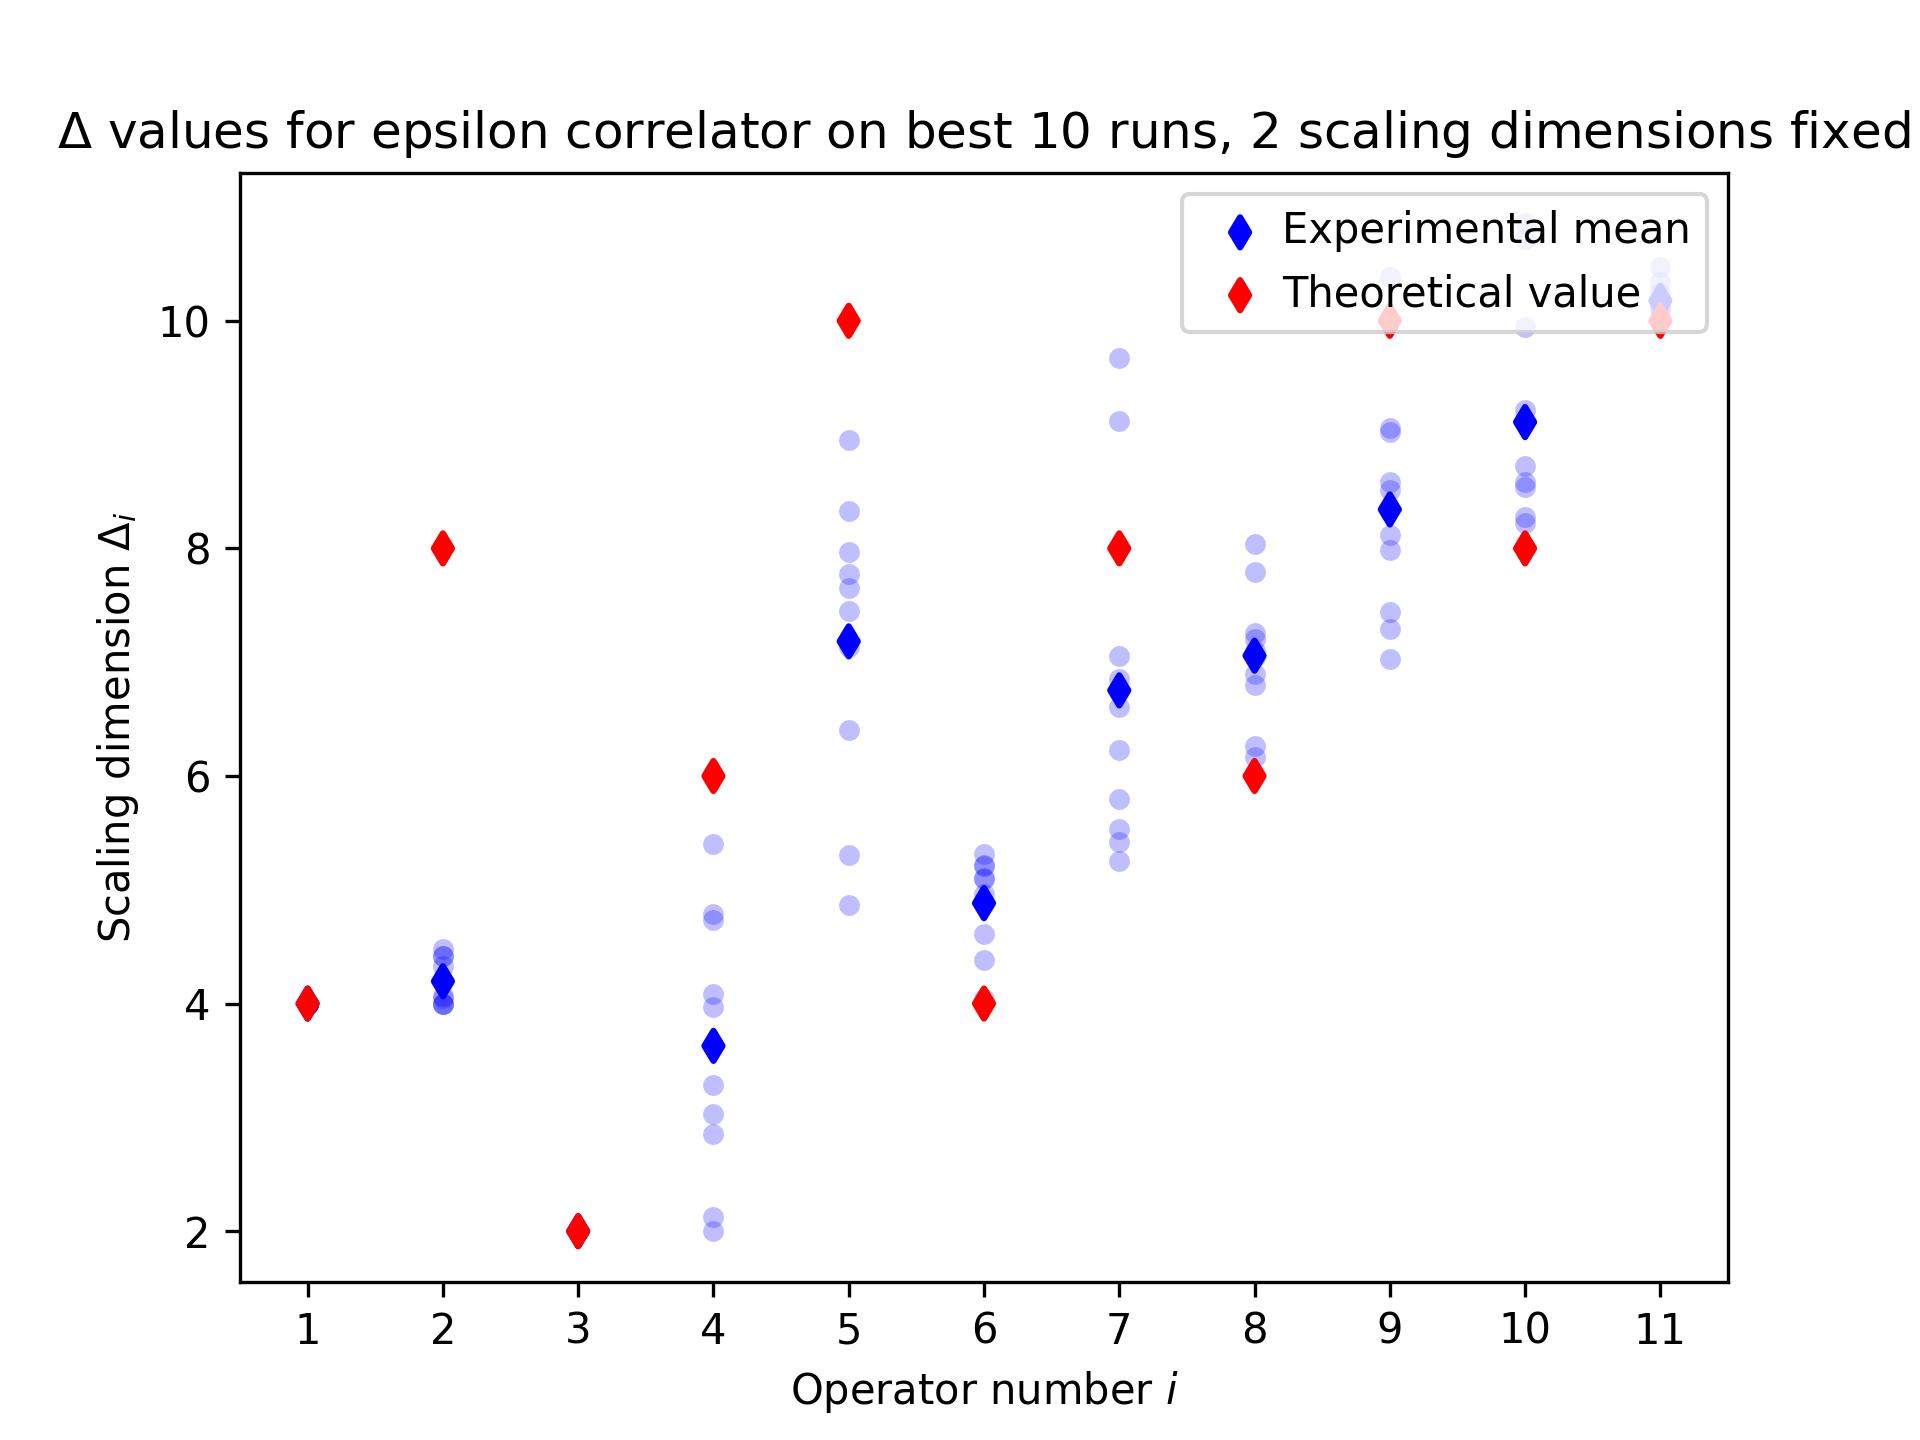 Δ values for epsilon correlator on best 10 runs, 2 scaling dimensions fixed
Experimental mean
Theoretical value
10
8
6
4
2
Scaling dimension Δi
1 2 3 4 5 6 7 8 9 10 11
Operator number i